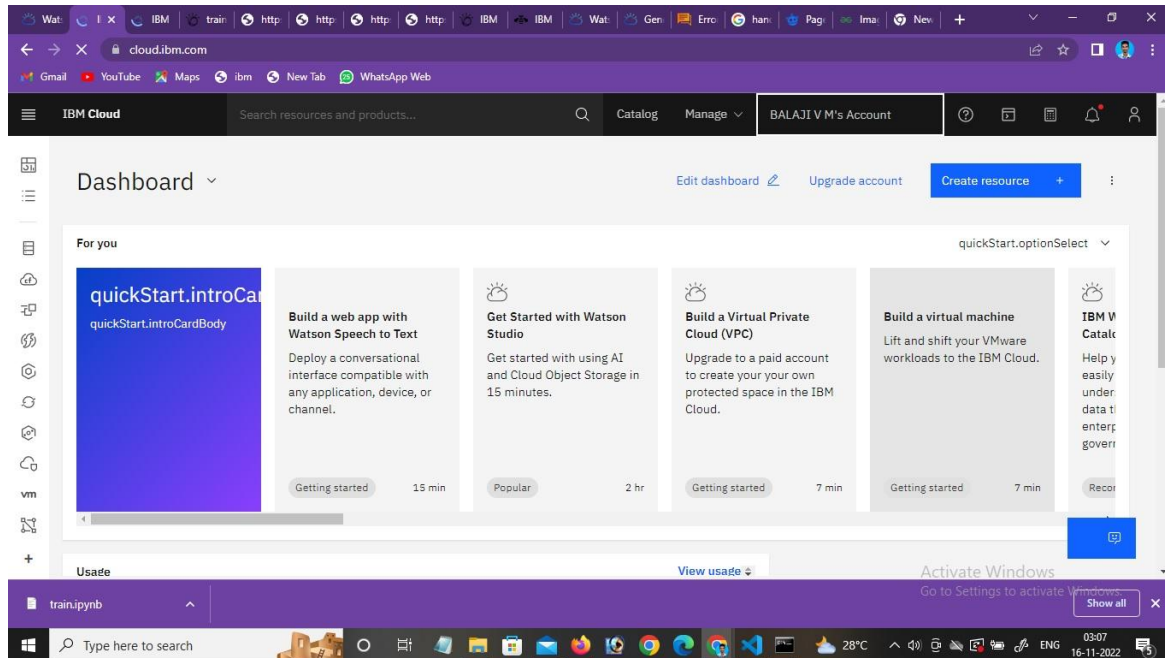 Wat
I
IBM
train
http
http
http
http
IBM
IBM
Wat
Gen
Erro
hand
Page
Imag
New
cloud.ibm.com
Gmail YouTube Maps ibm New Tab WhatsApp Web
IBM Cloud Search resources and products... Catalog Manage BALAJI V M's Account
Dashboard Edit dashboard Upgrade account Create resource +
For you quickStart.optionSelect
quickStart.introCar
quickStart.introCardBody
Build a web app with
Watson Speech to Text
Deploy a conversational
interface compatible with
any application, device, or
channel.
Getting started 15 min
Get Started with Watson
Studio
Get started with using AI
and Cloud Object Storage in
15 minutes.
Popular 2 hr
Build a Virtual Private
Cloud (VPC)
Upgrade to a paid account
to create your your own
protected space in the IBM
Cloud.
Getting started 7 min
Build a virtual machine
Lift and shift your VMware
workloads to the IBM Cloud.
Getting started 7 min
IBM W
Catalo
Help y
easily
under
data t
enterp
govern
Recor
vm
Usage View usage
Activate Windows
Go to Settings to activate Windows.
train.ipynb Show all
Type here to search 28°C ENG 03:07
16-11-2022 5